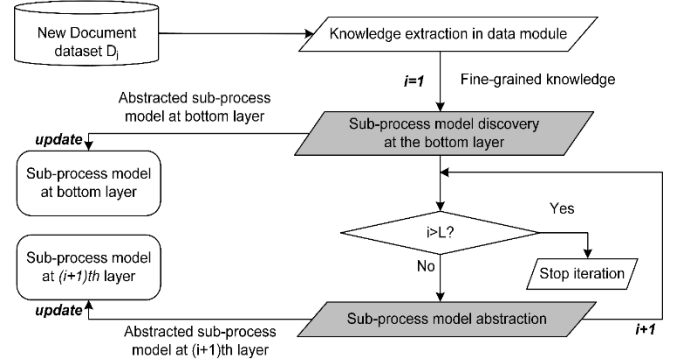 New Document
dataset Dj
Knowledge extraction in data module
i=1
Fine-grained knowledge
Abstracted sub-process
model at bottom layer
update
Sub-process model discovery
at the bottom layer
Sub-process model
at bottom layer
i>L?
Yes
No
Stop iteration
Sub-process model
at (i+1)th layer
update
Abstracted sub-process
model at (i+1)th layer
Sub-process model abstraction
i+1